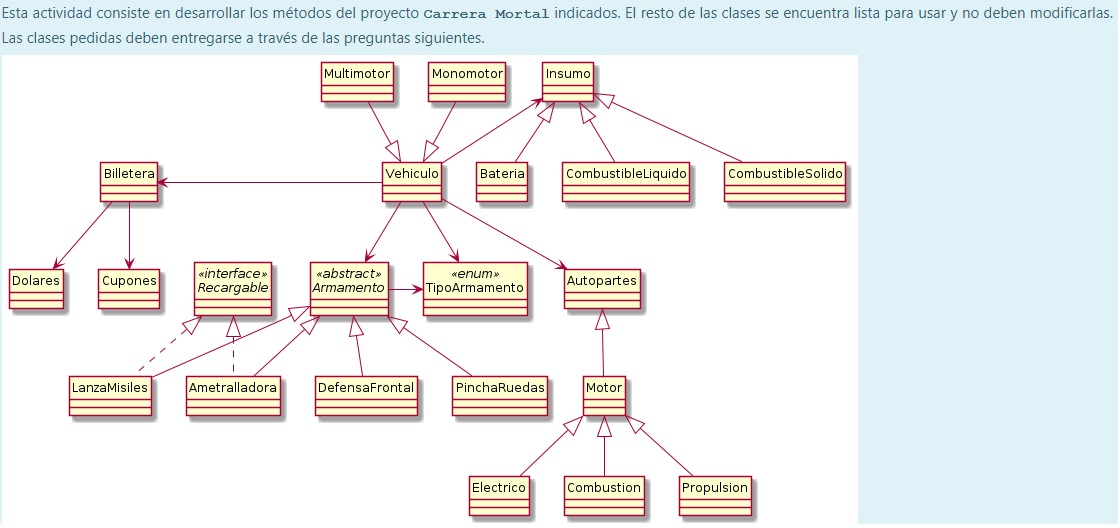 Esta actividad consiste en desarrollar los métodos del proyecto Carrera Mortal indicados. El resto de las clases se encuentra lista para usar y no deben modificarlas.
Las clases pedidas deben entregarse a través de las preguntas siguientes.
Multimotor
Monomotor
Insumo
Billetera
Vehiculo
Bateria
CombustibleLiquido
CombustibleSolido
Dolares
Cupones
«interface»
Recargable
«abstract»
Armamento
«enum»
TipoArmamento
Autopartes
LanzaMisiles
Ametralladora
DefensaFrontal
PinchaRuedas
Motor
Electrico
Combustion
Propulsion